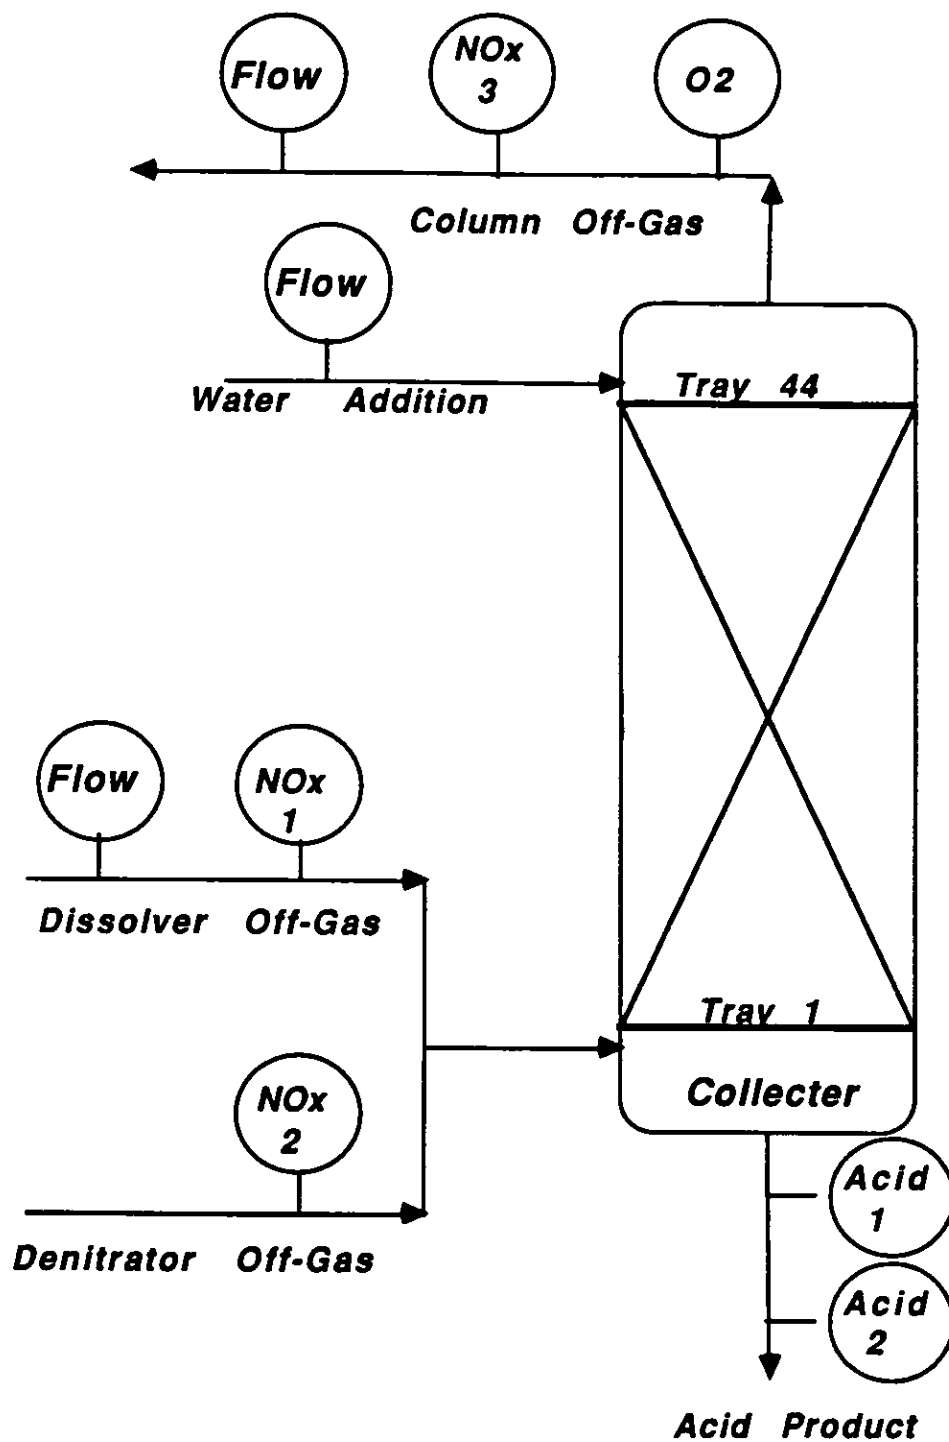 Flow
NOx
3
O2
Column Off-Gas
Flow
Water Addition
Tray 44
Flow
NOx
1
Dissolver Off-Gas
Tray 1
NOx
2
Collecter
Acid
1
Denitrator Off-Gas
Acid
2
Acid Product